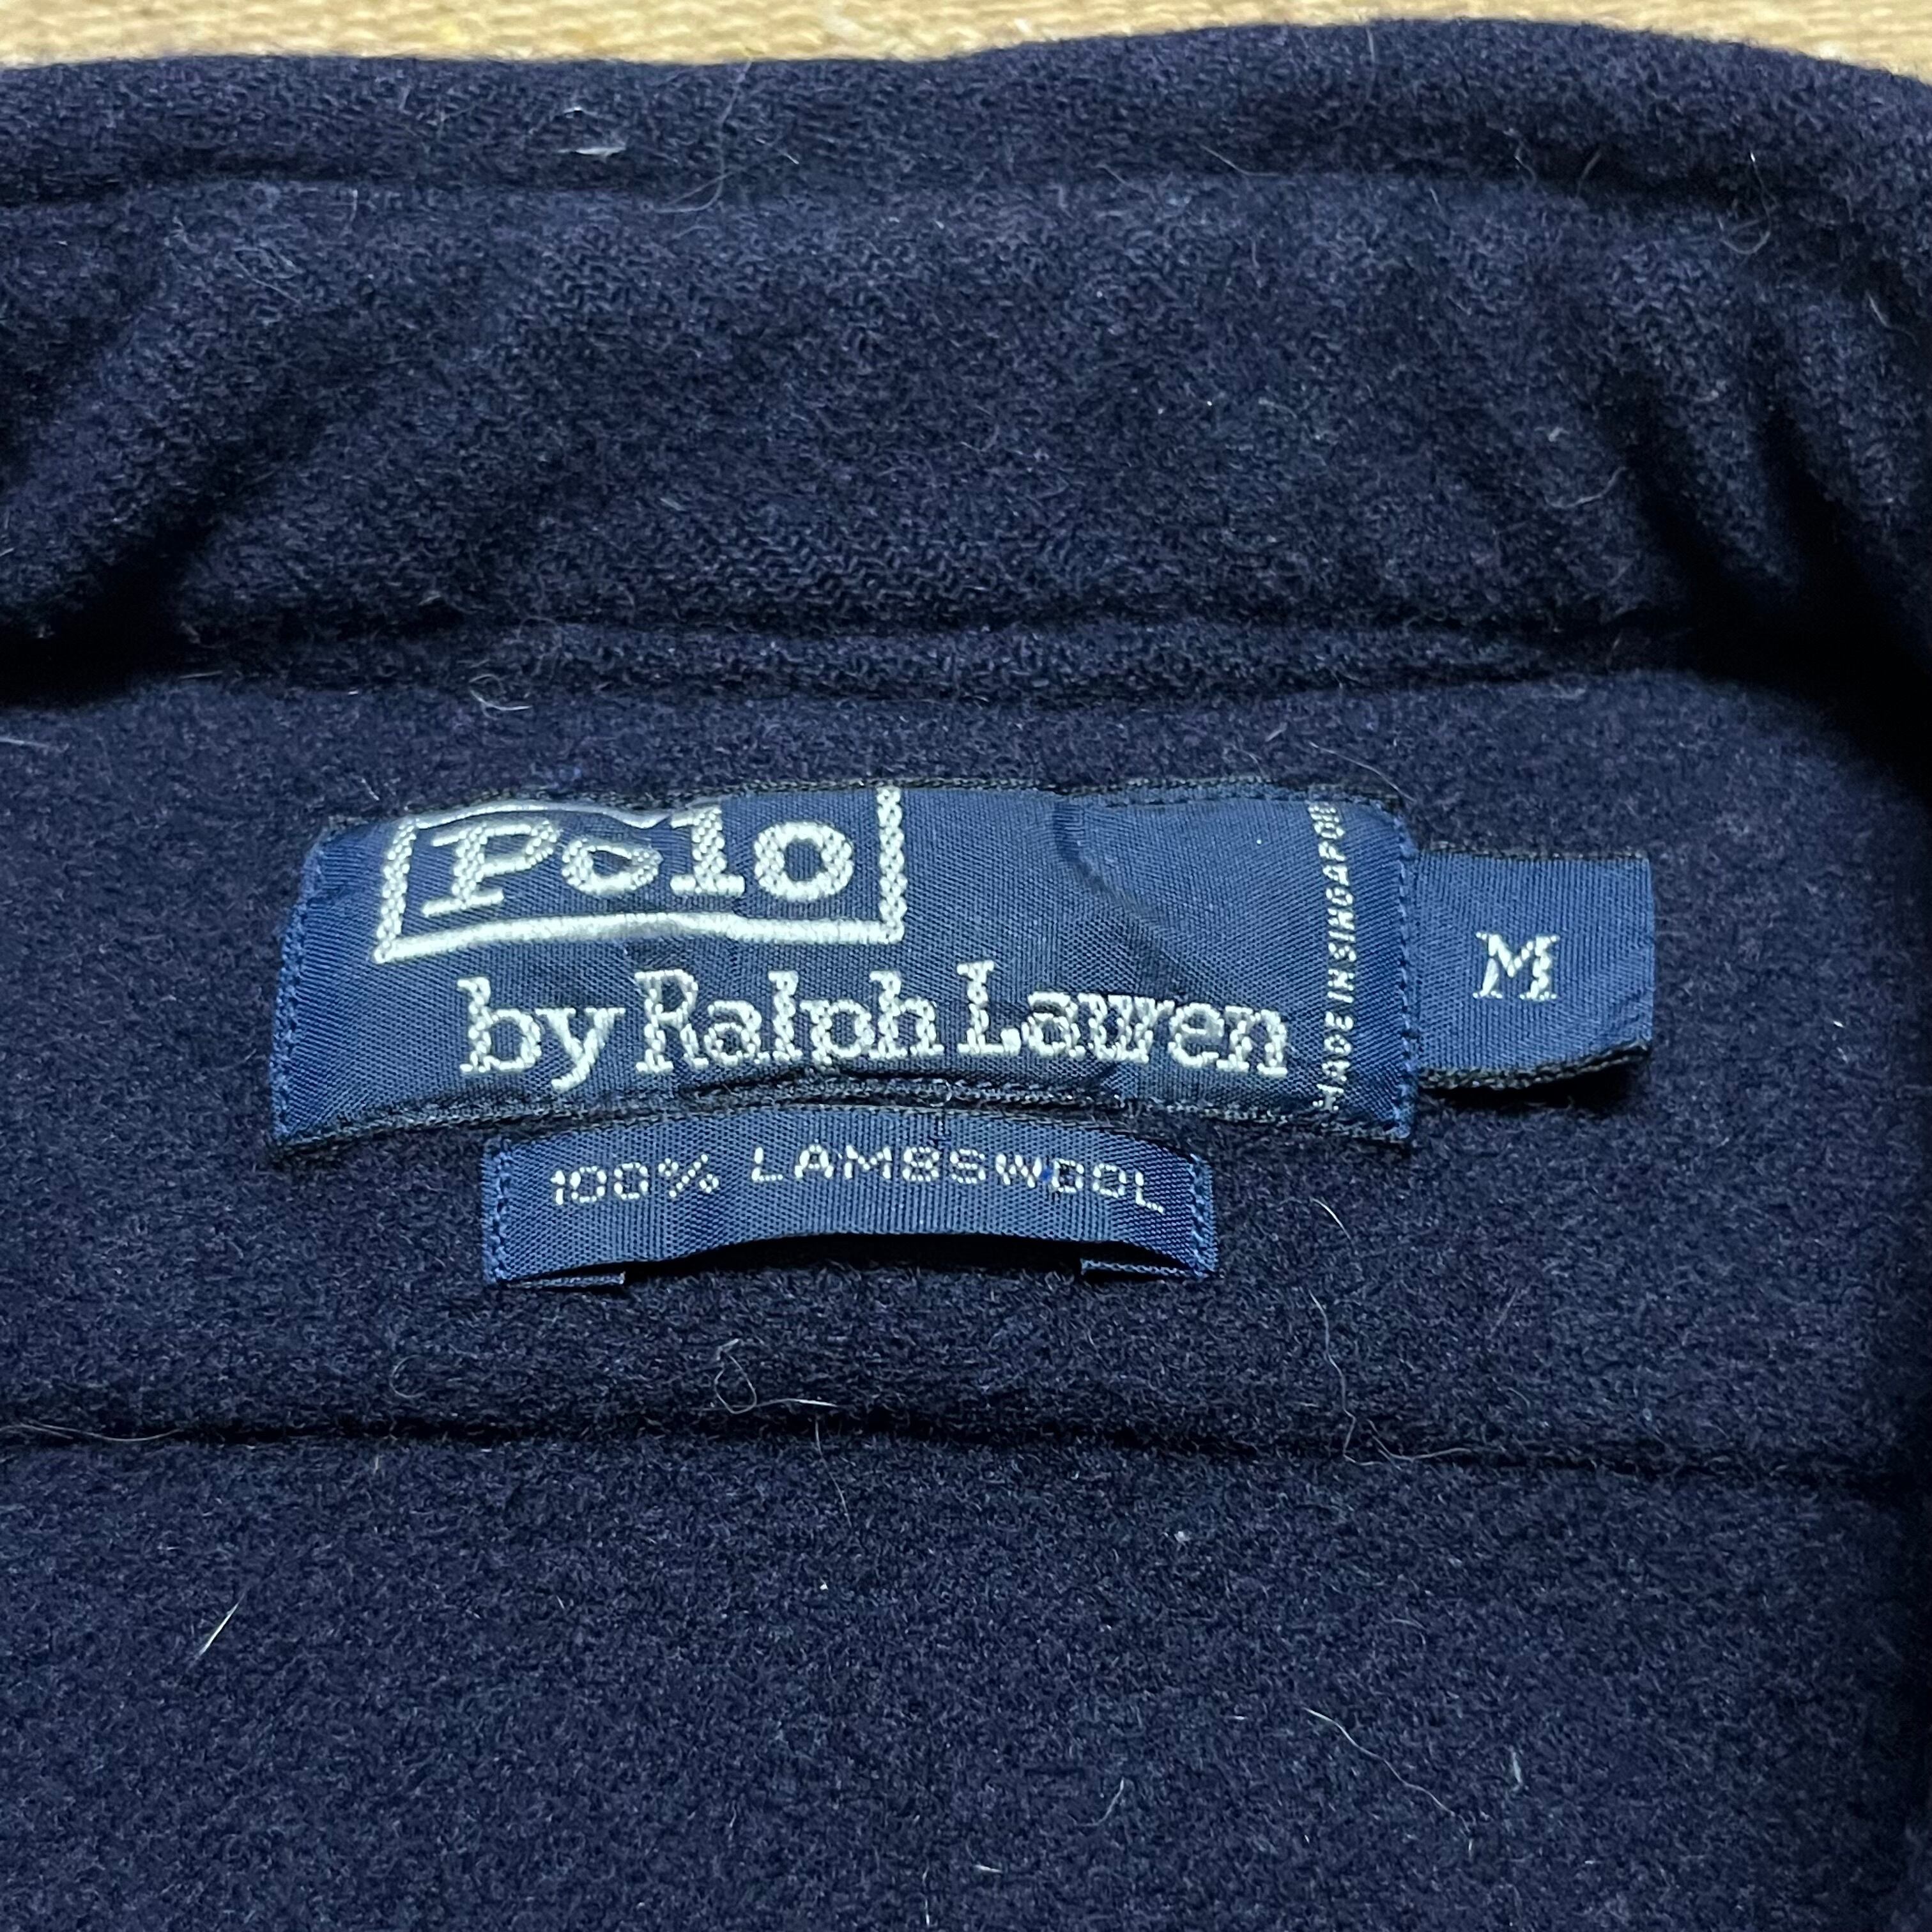 Polo
by Ralph Lauren
MADE IN SINGAPORE
M
100% LAMBSWOOL